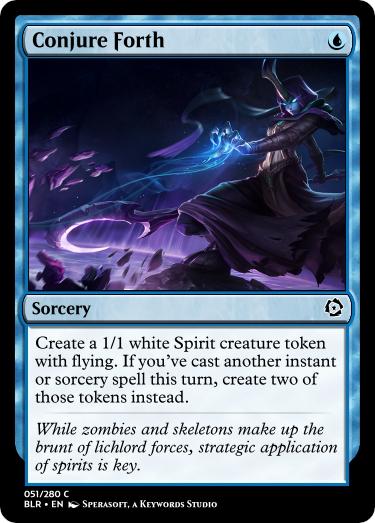 Conjure Forth
Sorcery
Create a 1/1 white Spirit creature token
with flying. If you've cast another instant
or sorcery spell this turn, create two of
those tokens instead.
While zombies and skeletons make up the
brunt of lichlord forces, strategic application
of spirits is key.
051/280 C
BLR • EN Sperasoft, a Keywords Studio